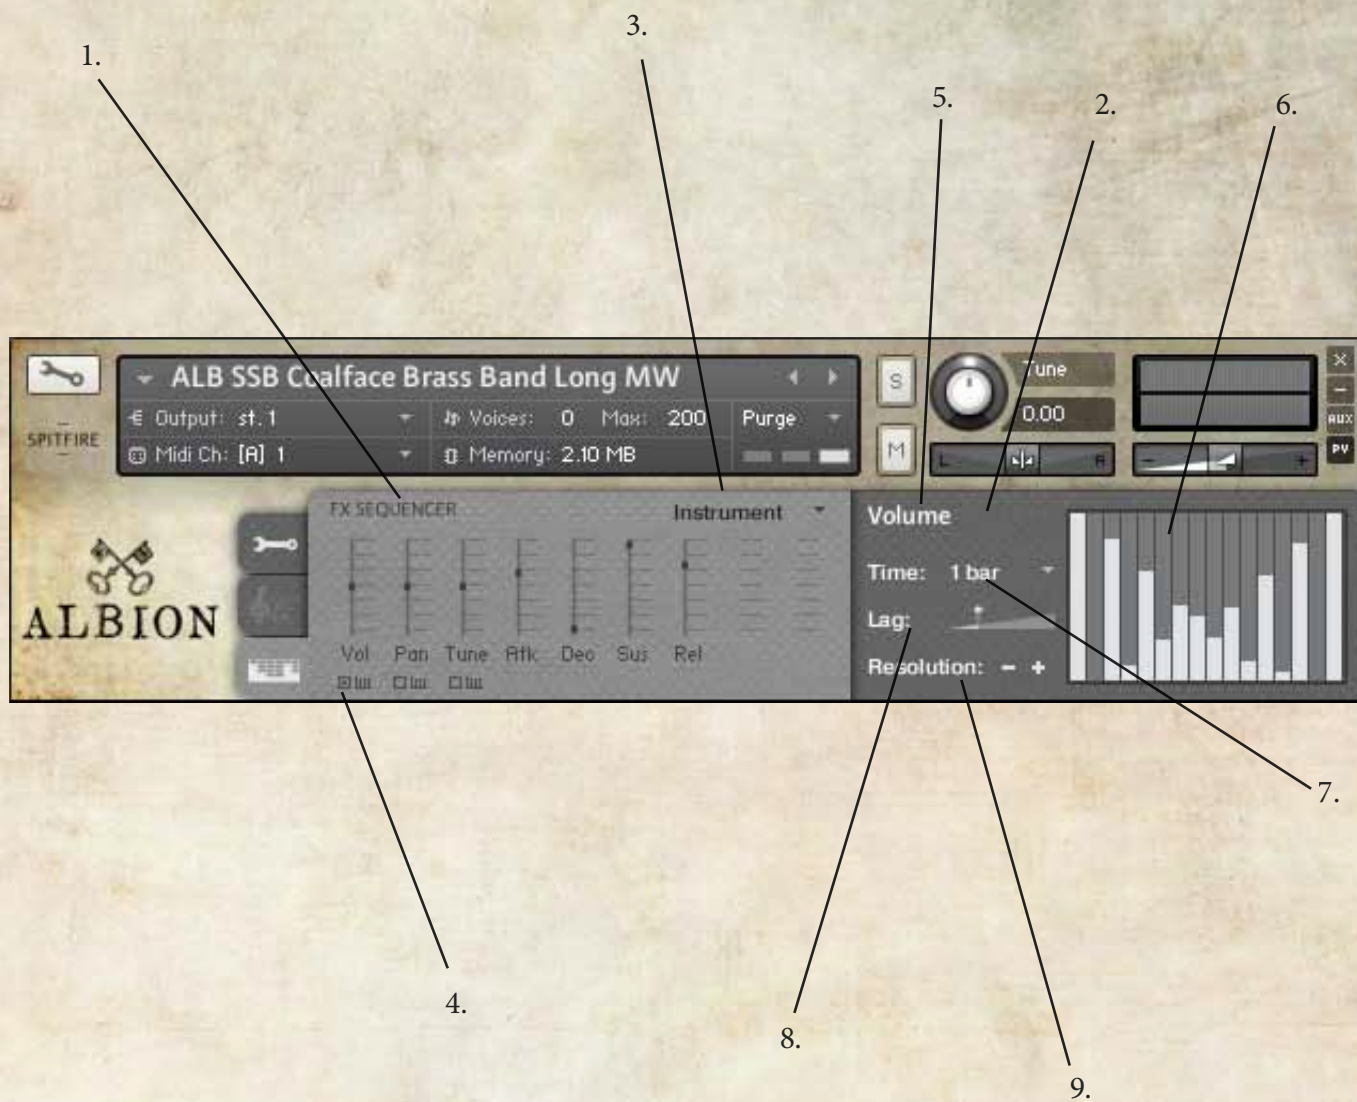 3.
1.
5.
2.
6.
ALB SSB Coalface Brass Band Long MW
S
Tune
X
-
Output: st. 1
Voices: 0 Max: 200
Purge
0.00
AUX
SPITFIRE
Midi Ch: [A] 1
Memory: 2.10 MB
M
L
R
-
+
PV
FX SEQUENCER
Instrument
Volume
Time: 1 bar
ALBION
Lag:
Vol Pan Tune Atk Dec Sus Rel
Resolution: - +
7.
4.
8.
9.